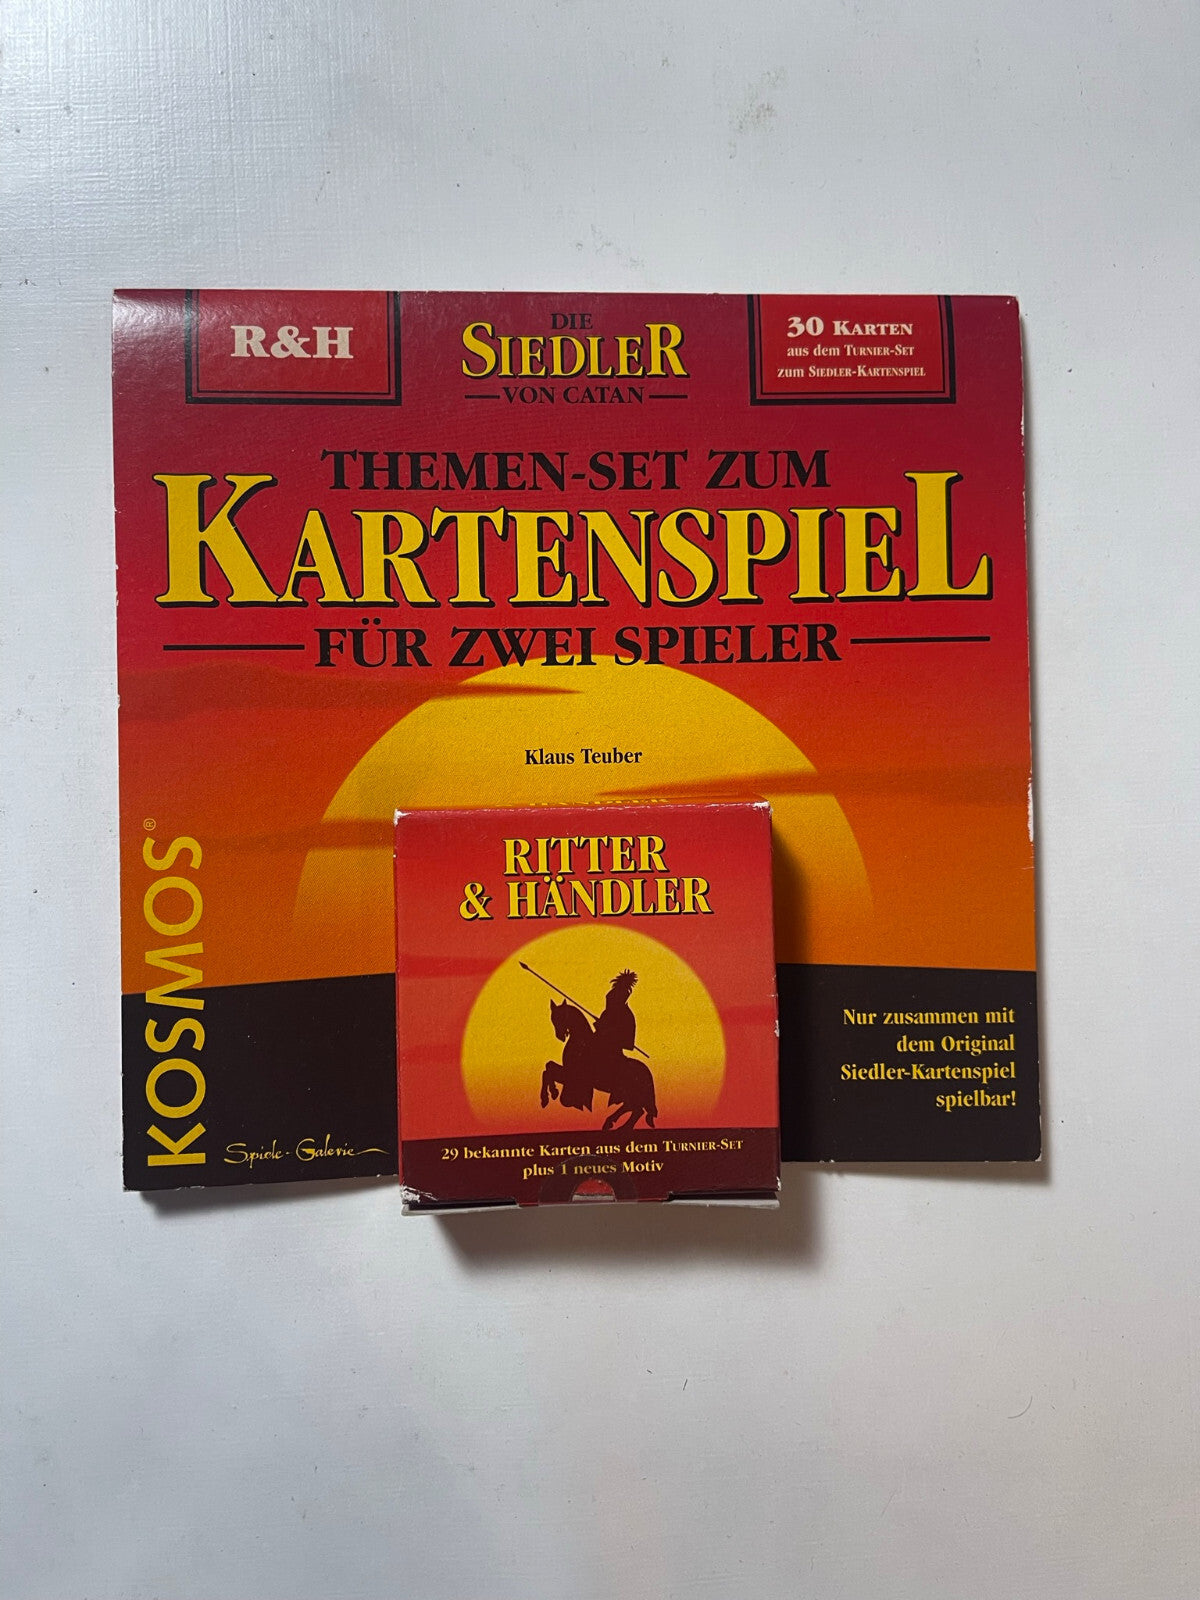 R&H
DIE
SIEDLER
VON CATAN
30 KARTEN
aus dem TURNIER-SET
zum SIEDLER-KARTENSPIEL
THEMEN-SET ZUM
KARTENSPIEL
FÜR ZWEI SPIELER
Klaus Teuber
KOSMOS®
Spiele-Galerie
HÄNDLER
RITTER
& HÄNDLER
29 bekannte Karten aus dem TURNIER-SET
plus 1 neues Motiv
Nur zusammen mit
dem Original
Siedler-Kartenspiel
spielbar!